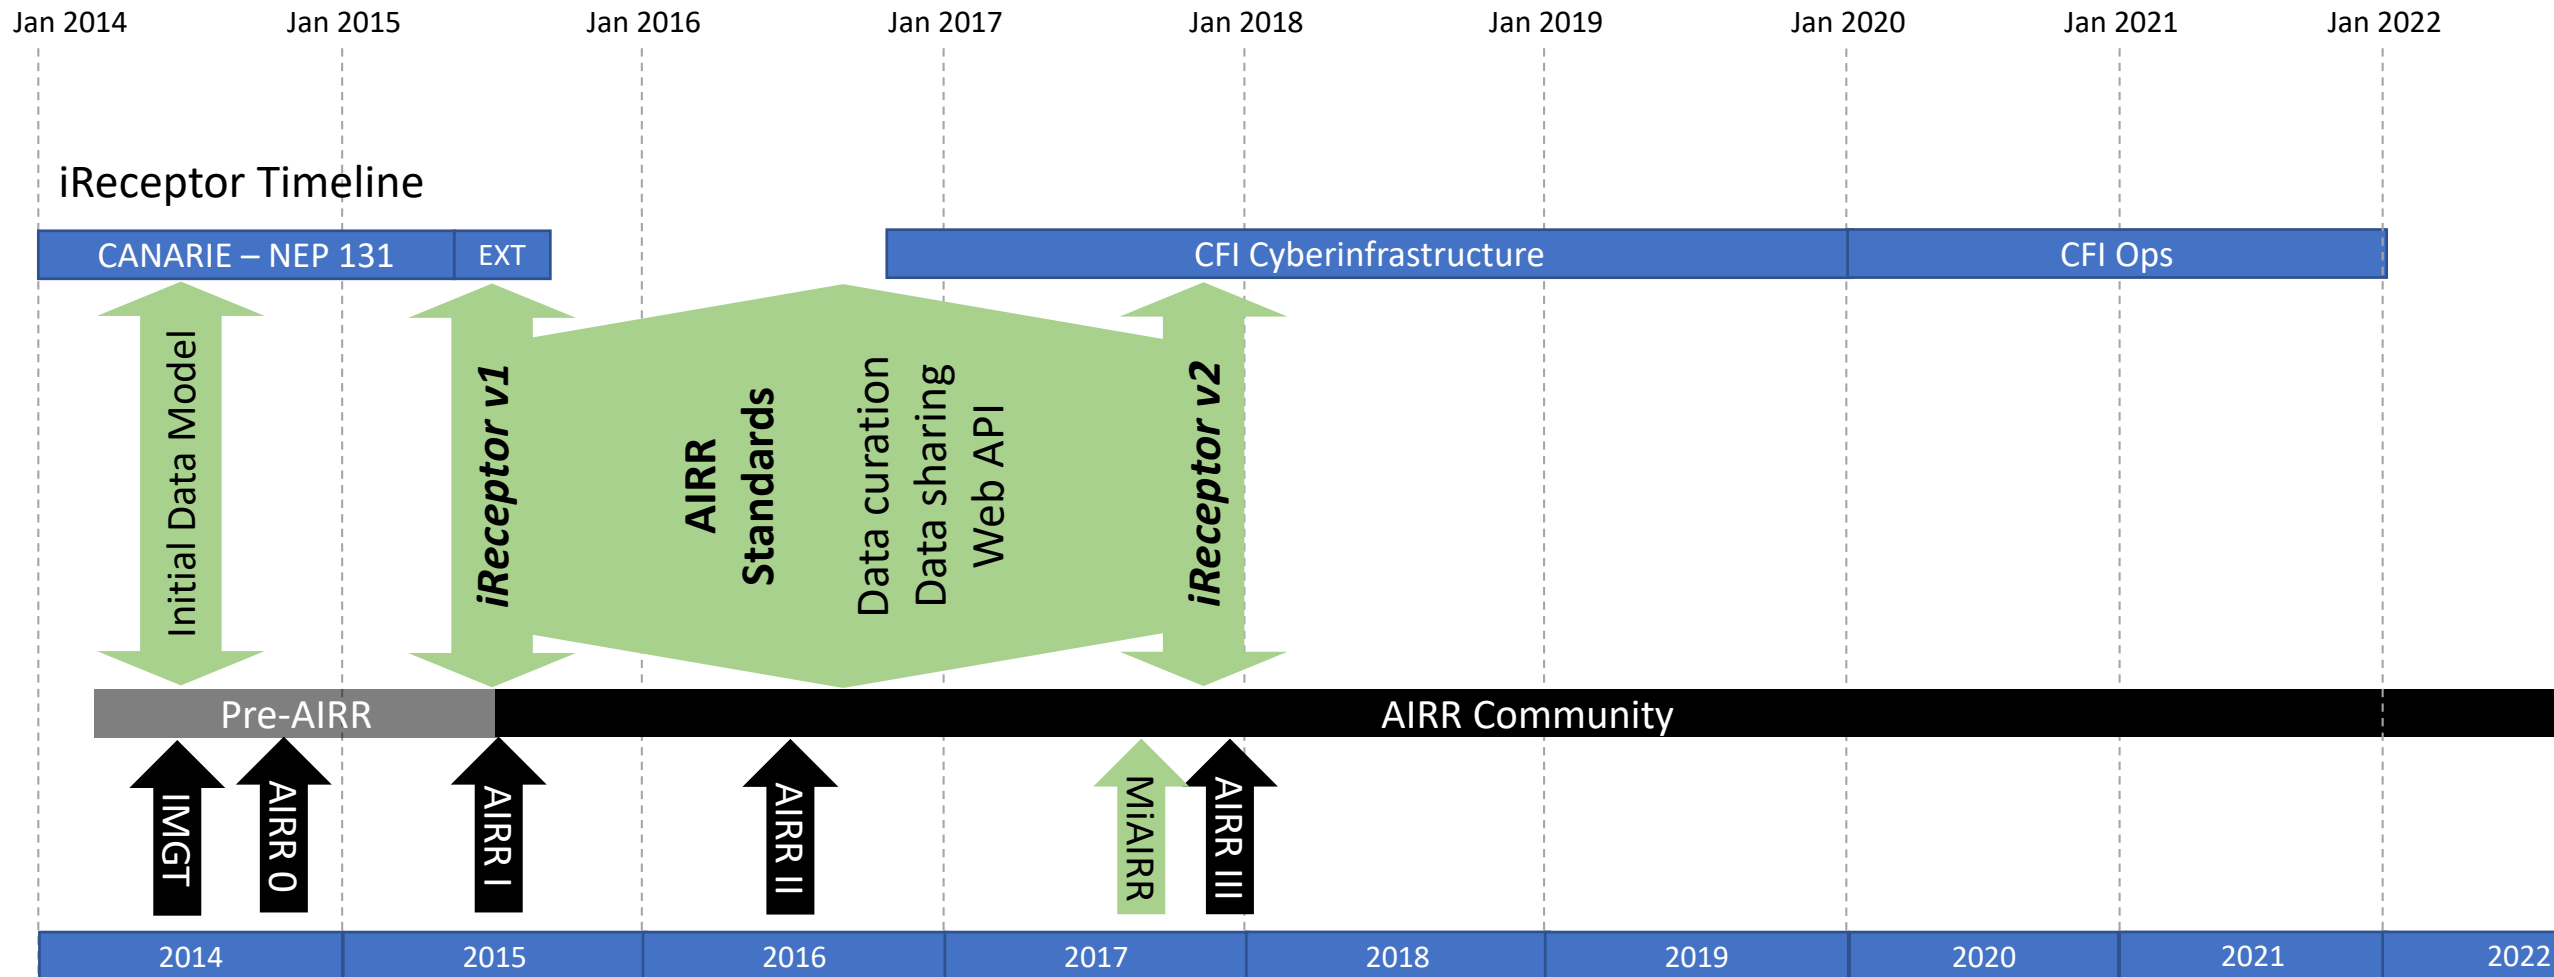 Jan 2014
Jan 2015
Jan 2016
Jan 2017
Jan 2018
Jan 2019
Jan 2020
Jan 2021
Jan 2022
iReceptor Timeline
CANARIE – NEP 131
EXT
CFI Cyberinfrastructure
CFI Ops
Initial Data Model
iReceptor v1
AIRR
Standards
Data curation
Data sharing
Web API
iReceptor v2
Pre-AIRR
AIRR Community
IMGT
AIRR 0
AIRR I
AIRR II
MiAIRR
AIRR III
2014
2015
2016
2017
2018
2019
2020
2021
2022